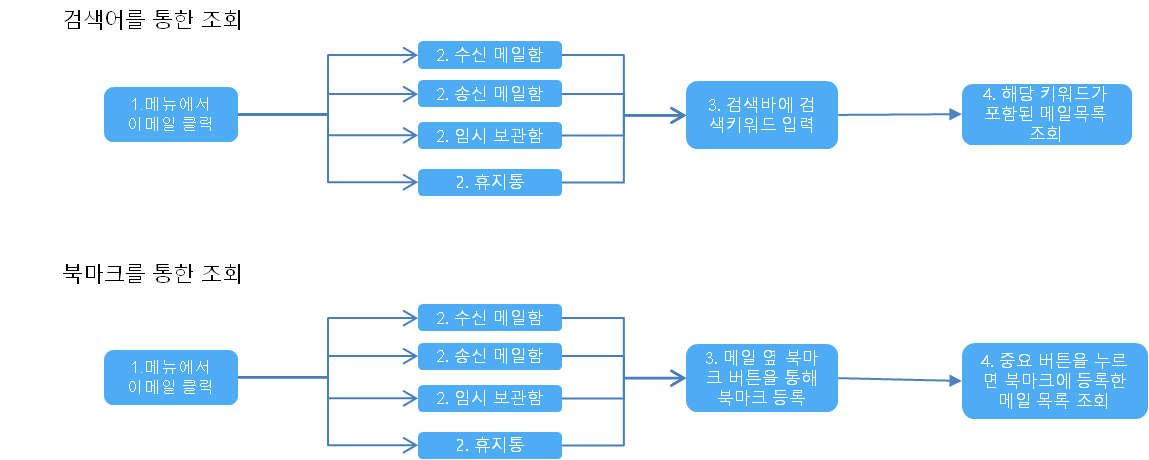 검색어를 통한 조회
1.메뉴에서
이메일 클릭
2. 수신 메일함
2. 송신 메일함
2. 임시 보관함
2. 휴지통
3. 검색바에 검
색키워드 입력
4. 해당 키워드가
포함된 메일목록
조회
북마크를 통한 조회
1.메뉴에서
이메일 클릭
2. 수신 메일함
2. 송신 메일함
2. 임시 보관함
2. 휴지통
3. 메일 옆 북마
크 버튼을 통해
북마크 등록
4. 중요 버튼을 누르
면 북마크에 등록한
메일 목록 조회